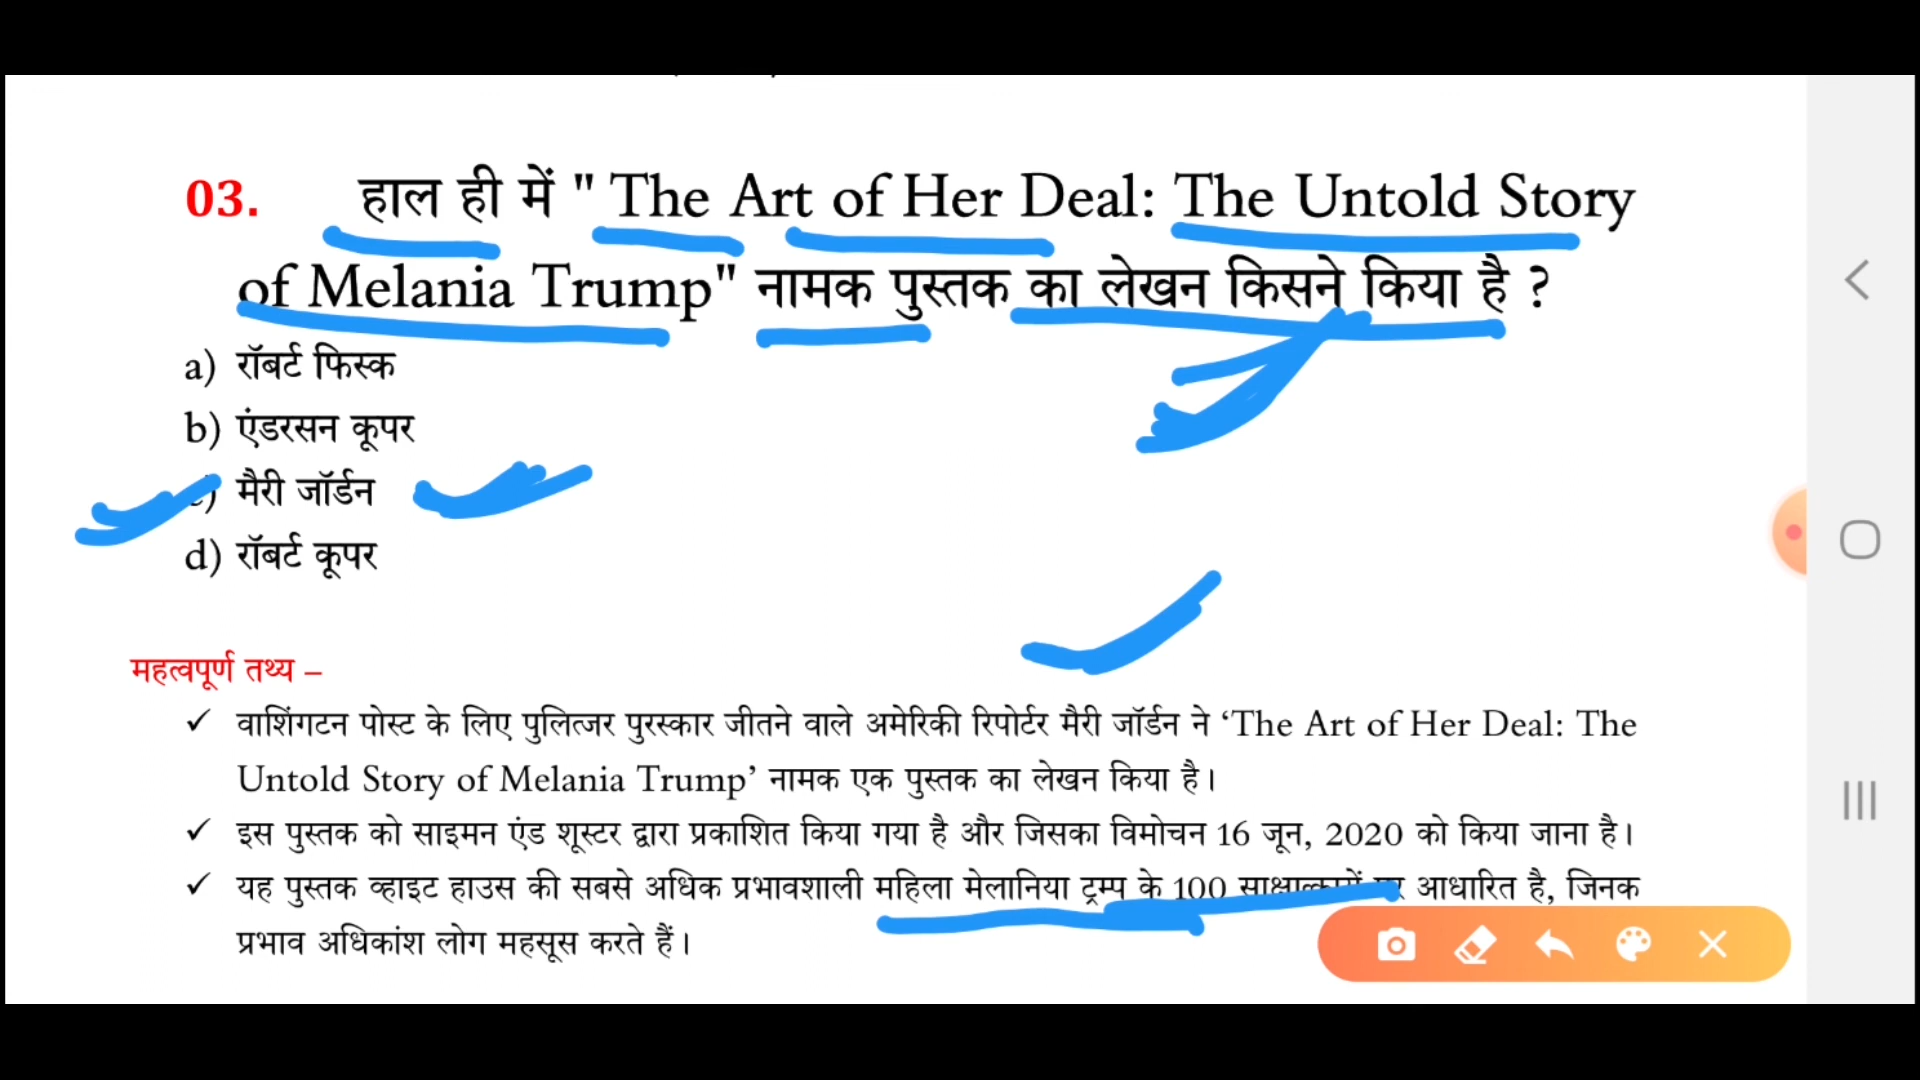 03. हाल ही में " The Art of Her Deal: The Untold Story
of Melania Trump" नामक पुस्तक का लेखन किसने किया है ?
a) रॉबर्ट फिस्क
b) एंडरसन कूपर
c) मैरी जॉर्डन
d) रॉबर्ट कूपर
महत्वपूर्ण तथ्य –
✓ वाशिंगटन पोस्ट के लिए पुलित्जर पुरस्कार जीतने वाले अमेरिकी रिपोर्टर मैरी जॉर्डन ने ‘The Art of Her Deal: The
Untold Story of Melania Trump’ नामक एक पुस्तक का लेखन किया है।
✓ इस पुस्तक को साइमन एंड शूस्टर द्वारा प्रकाशित किया गया है और जिसका विमोचन 16 जून, 2020 को किया जाना है।
✓ यह पुस्तक व्हाइट हाउस की सबसे अधिक प्रभावशाली महिला मेलानिया ट्रम्प के 100 साक्षात्कारों पर आधारित है, जिनक
प्रभाव अधिकांश लोग महसूस करते हैं।